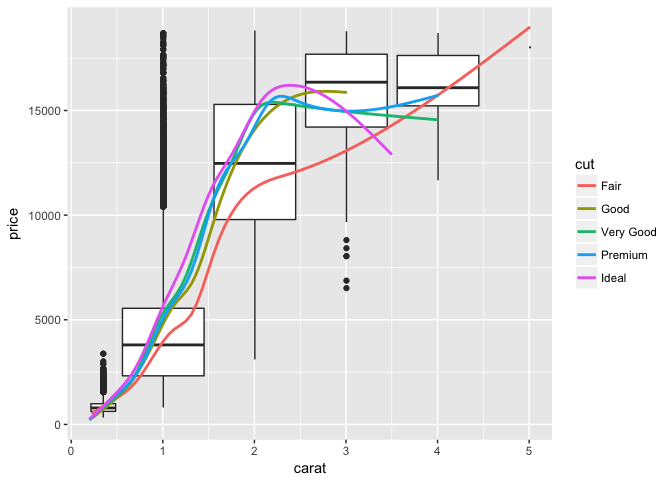 15000
10000
5000
0
price
0 1 2 3 4 5
carat
cut
Fair
Good
Very Good
Premium
Ideal